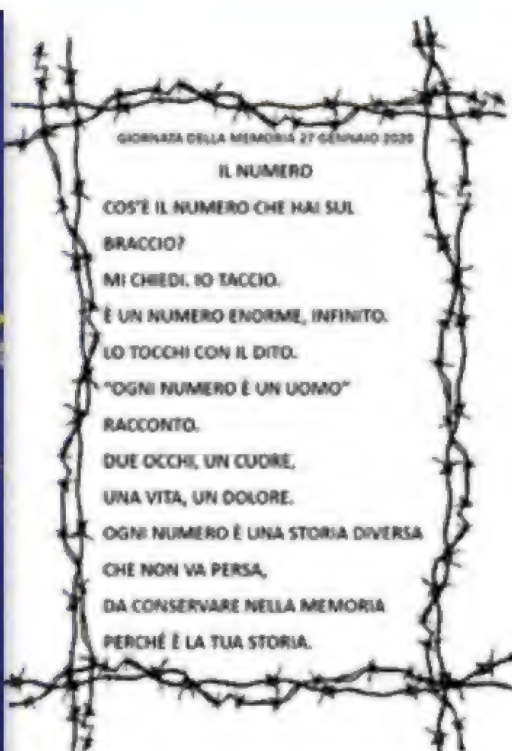 GIORNATA DELLA MEMORIA 27 GENNAIO 2020
IL NUMERO
COS'È IL NUMERO CHE HAI SUL
BRACCIO?
MI CHIEDI. IO TACCIO.
È UN NUMERO ENORME, INFINITO.
LO TOCCHI CON IL DITO.
"OGNI NUMERO È UN UOMO"
RACCONTO.
DUE OCCHI, UN CUORE,
UNA VITA, UN DOLORE.
OGNI NUMERO È UNA STORIA DIVERSA
CHE NON VA PERSA,
DA CONSERVARE NELLA MEMORIA
PERCHÉ È LA TUA STORIA.